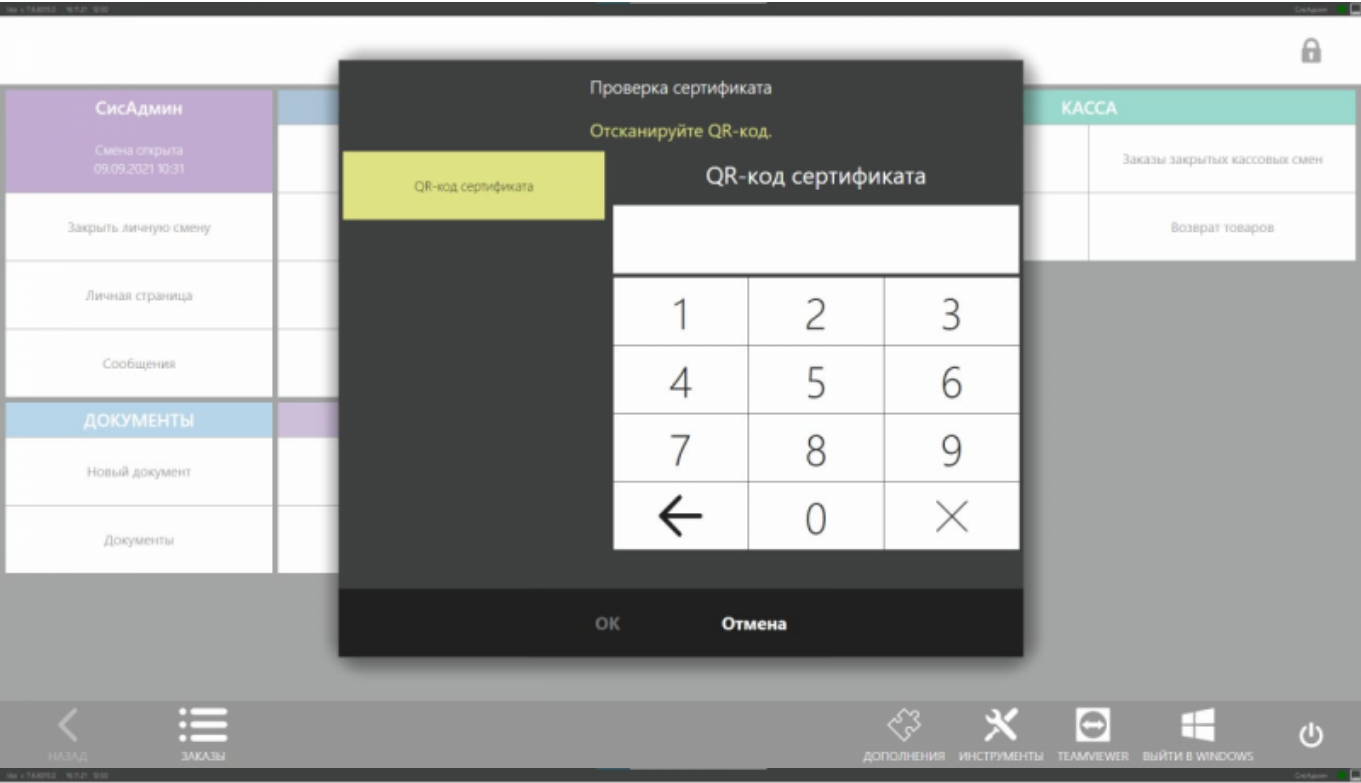 СисАдмин
Смена открыта
09.09.2021 10:31
Закрыть личную смену
Личная страница
Сообщения
ДОКУМЕНТЫ
Новый документ
Документы
Проверка сертификата
Отсканируйте QR-код.
QR-код сертификата
QR-код сертификата
1 2 3
4 5 6
7 8 9
0
ОК Отмена
КАССА
Заказы закрытых кассовых смен
Возврат товаров
НАЗАД
ЗАКАЗЫ
ДОПОЛНЕНИЯ
ИНСТРУМЕНТЫ
TEAMVIEWER
ВЫЙТИ В WINDOWS